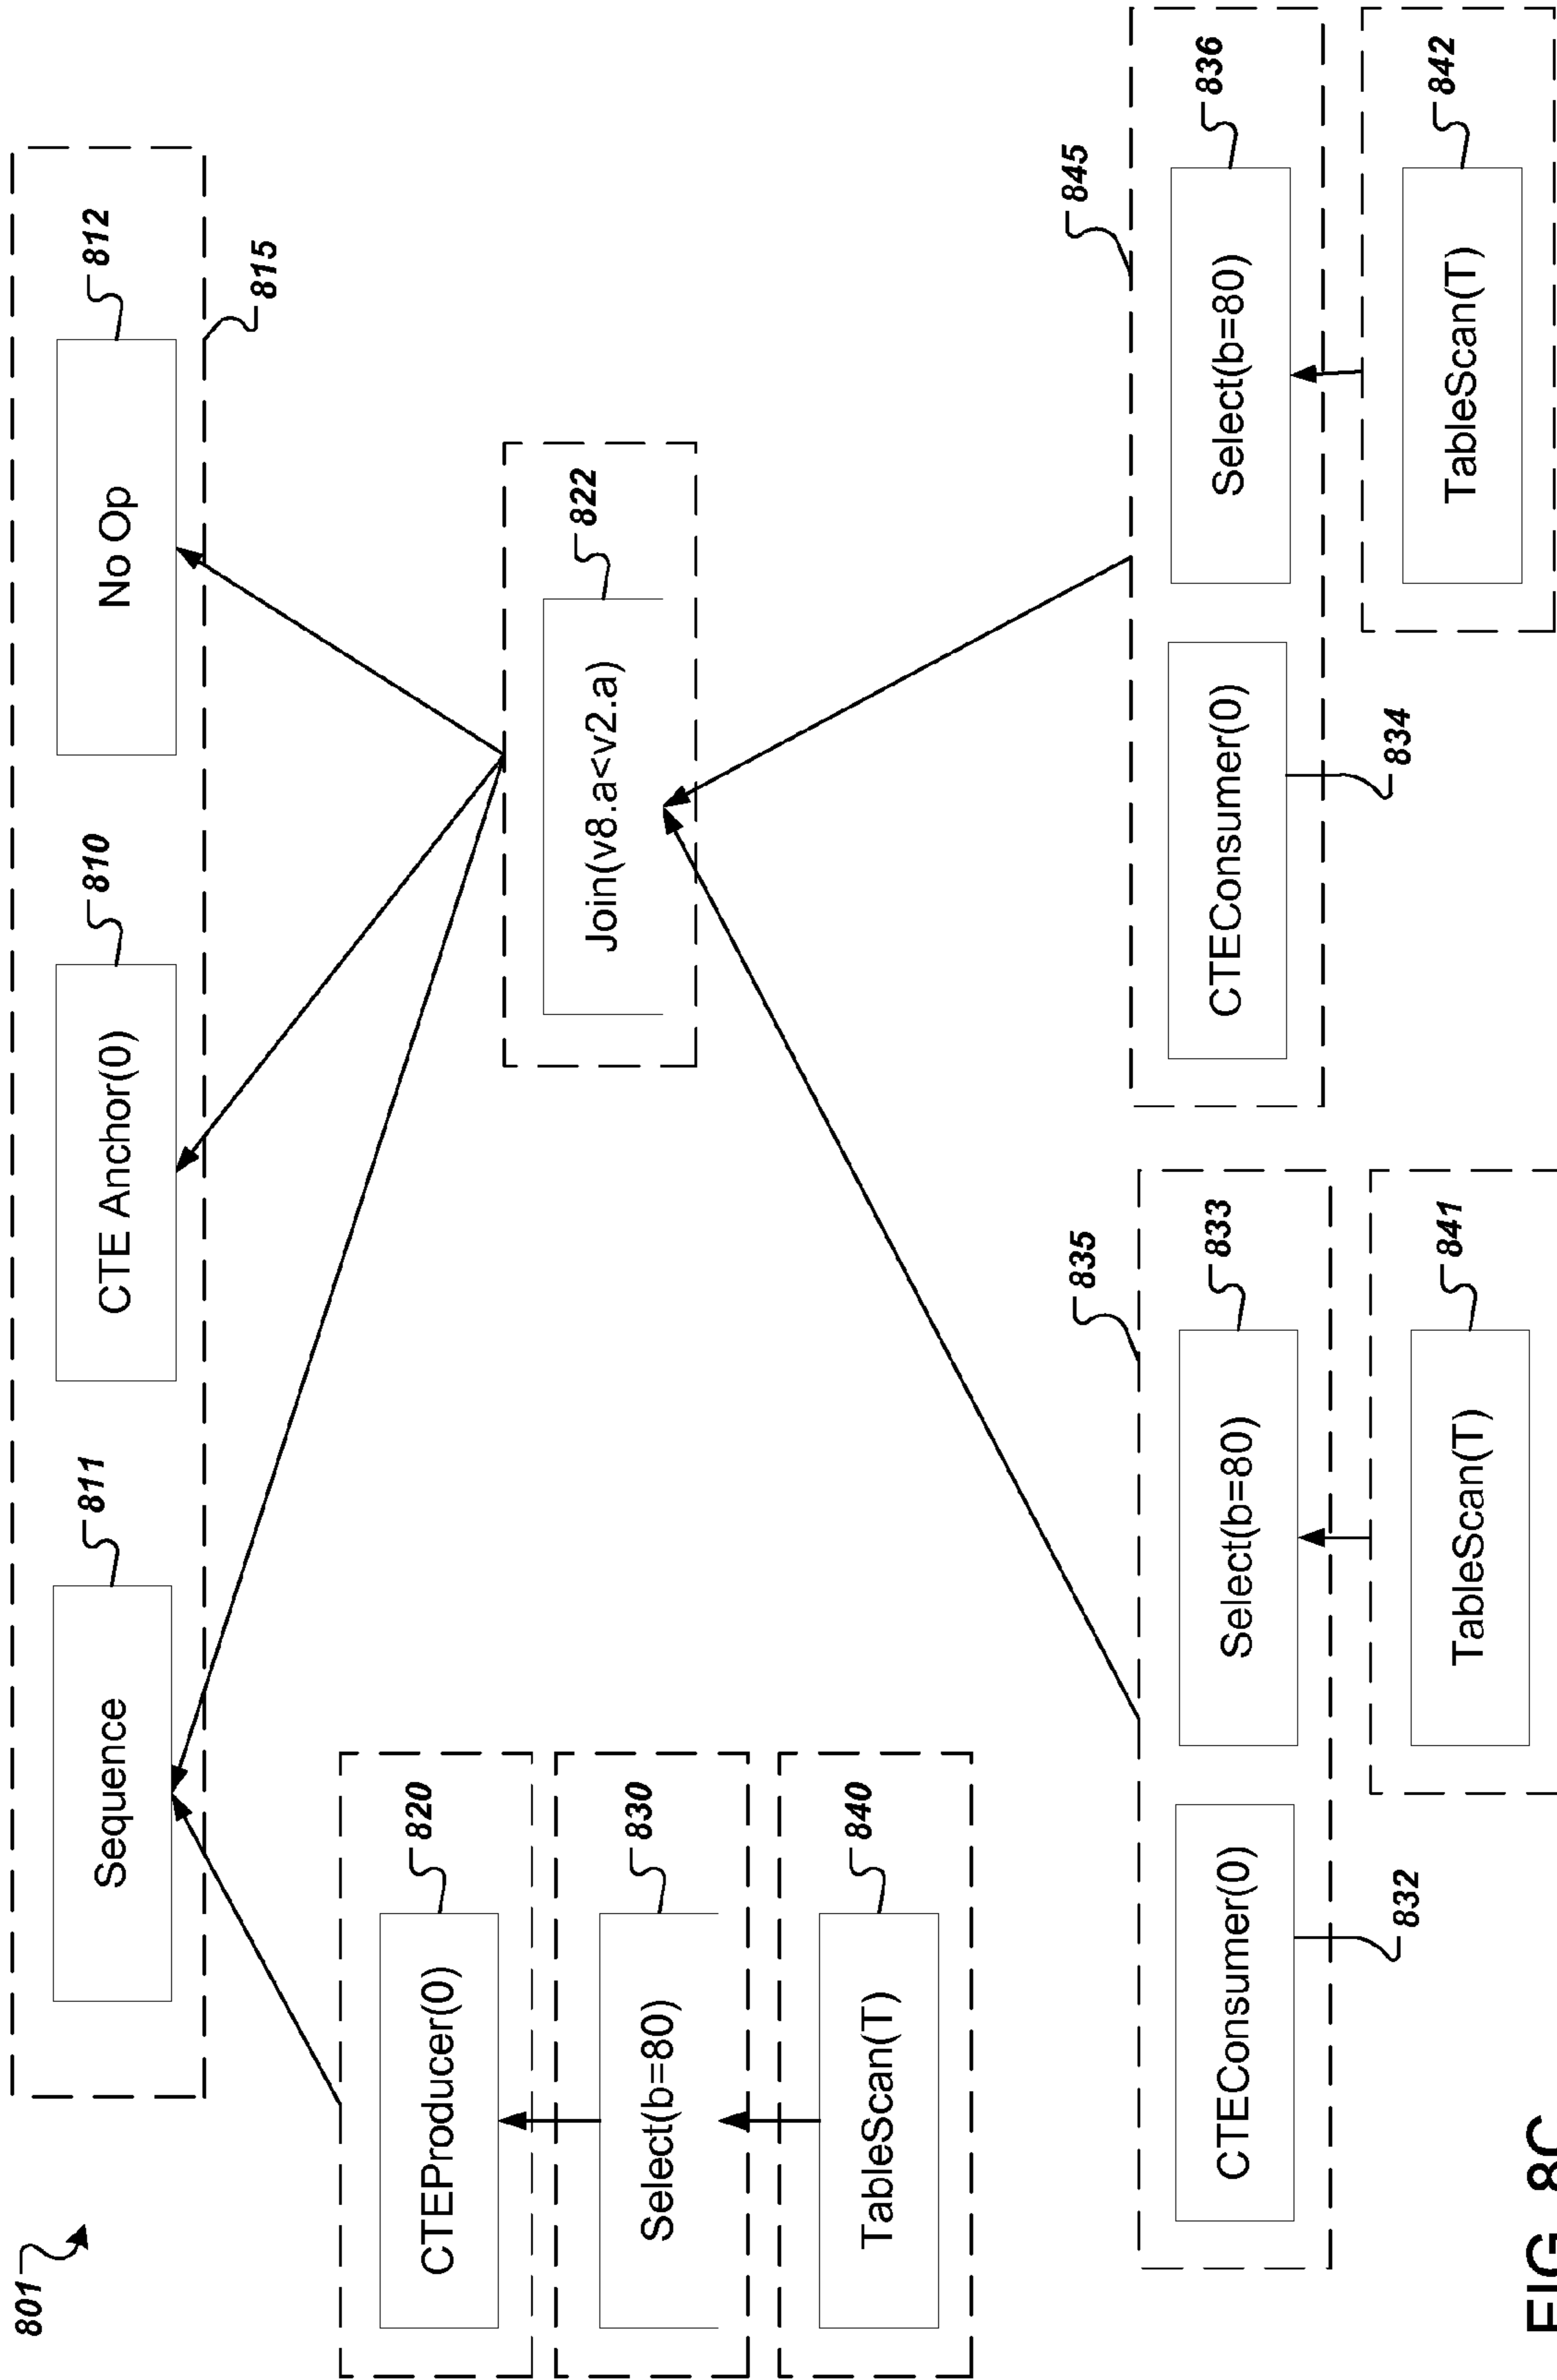 801
Sequence
811
CTE Anchor(0)
810
No Op
812
815
CTEProducer(0)
820
Select(b=80)
830
TableScan(T)
840
Join(v8.a<v2.a)
822
835
CTEConsumer(0)
832
Select(b=80)
833
TableScan(T)
841
845
CTEConsumer(0)
834
Select(b=80)
836
TableScan(T)
842
FIG. 8C